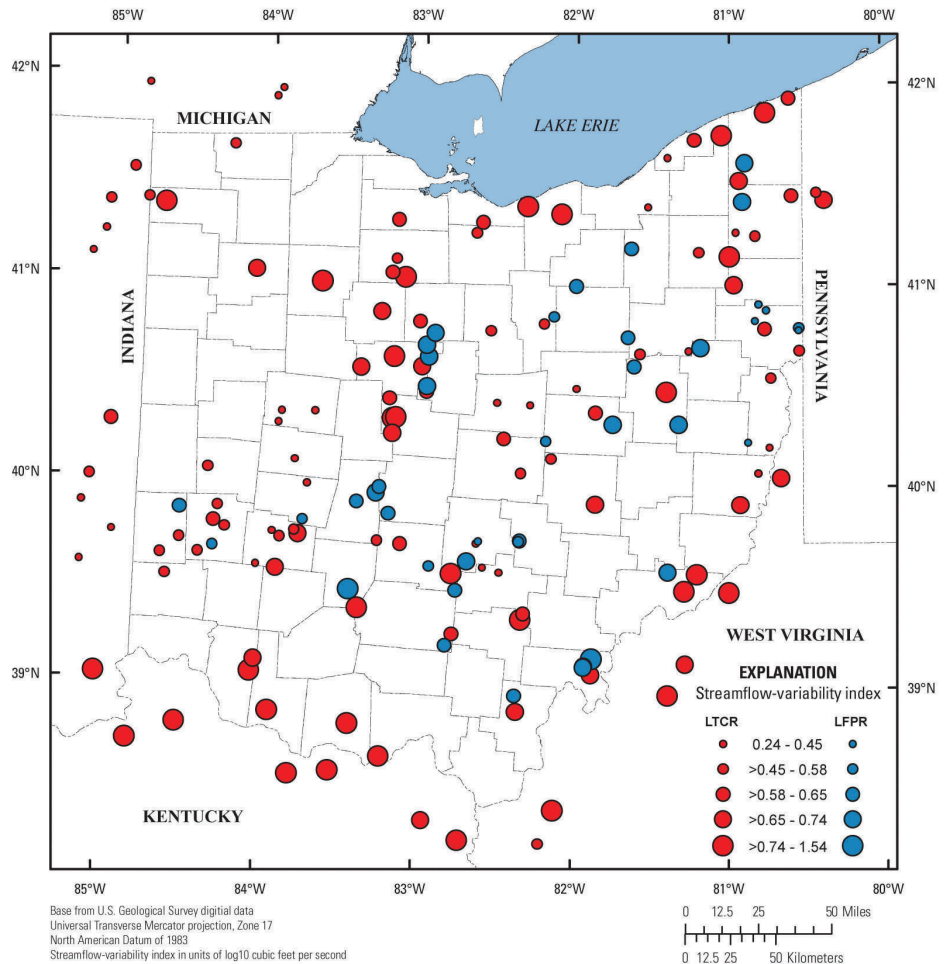 85°W 84°W 83°W 82°W 81°W 80°W
42°N 42°N
MICHIGAN
LAKE ERIE
41°N 41°N
INDIANA
PENNSYLVANIA
40°N 40°N
WEST VIRGINIA
39°N 39°N
EXPLANATION
Streamflow-variability index
LTCR LFPR
0.24 - 0.45
>0.45 - 0.58
>0.58 - 0.65
>0.65 - 0.74
>0.74 - 1.54
KENTUCKY
85°W 84°W 83°W 82°W 81°W 80°W
Base from U.S. Geological Survey digitial data
Universal Transverse Mercator projection, Zone 17
North American Datum of 1983
Streamflow-variability index in units of log10 cubic feet per second
0 12.5 25 50 Miles
0 12.5 25 50 Kilometers